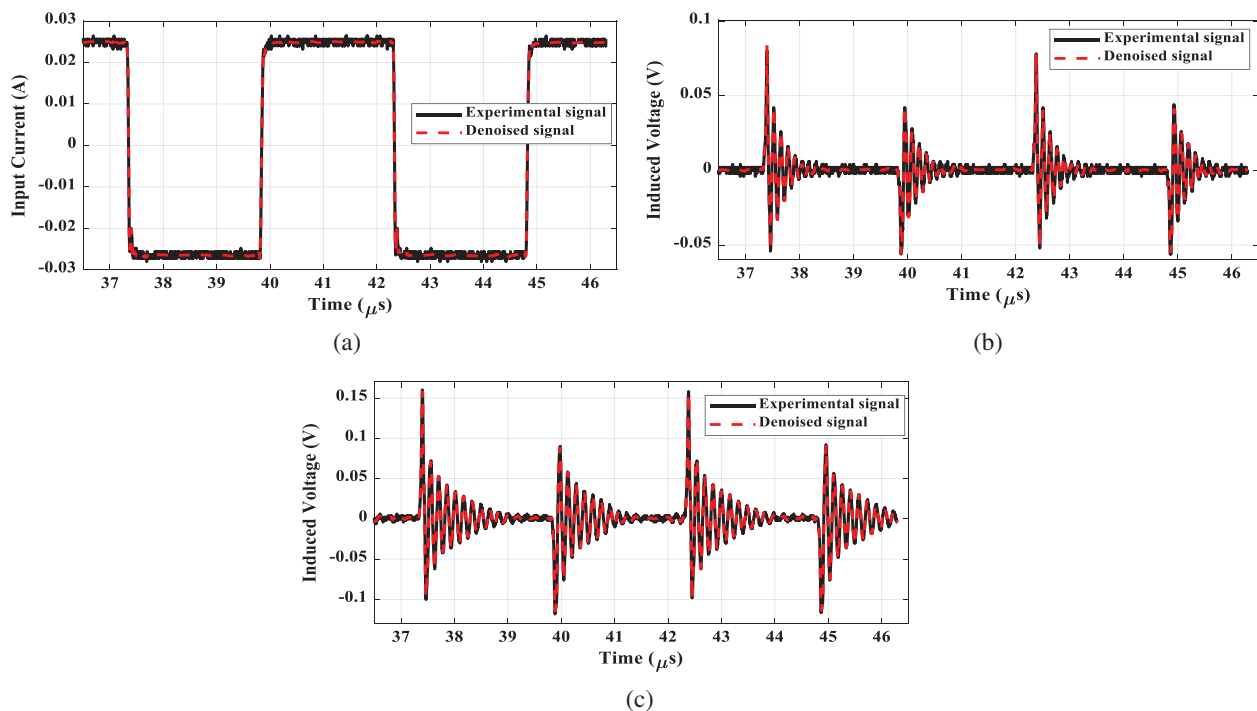 0.03
0.02
0.01
0
-0.01
-0.02
-0.03
Input Current (A)
Experimental signal
Denoised signal
37 38 39 40 41 42 43 44 45 46
Time (μs)
(a)
0.1
0.05
0
-0.05
Induced Voltage (V)
Experimental signal
Denoised signal
37 38 39 40 41 42 43 44 45 46
Time (μs)
(b)
0.15
0.1
0.05
0
-0.05
-0.1
Induced Voltage (V)
Experimental signal
Denoised signal
37 38 39 40 41 42 43 44 45 46
Time (μs)
(c)